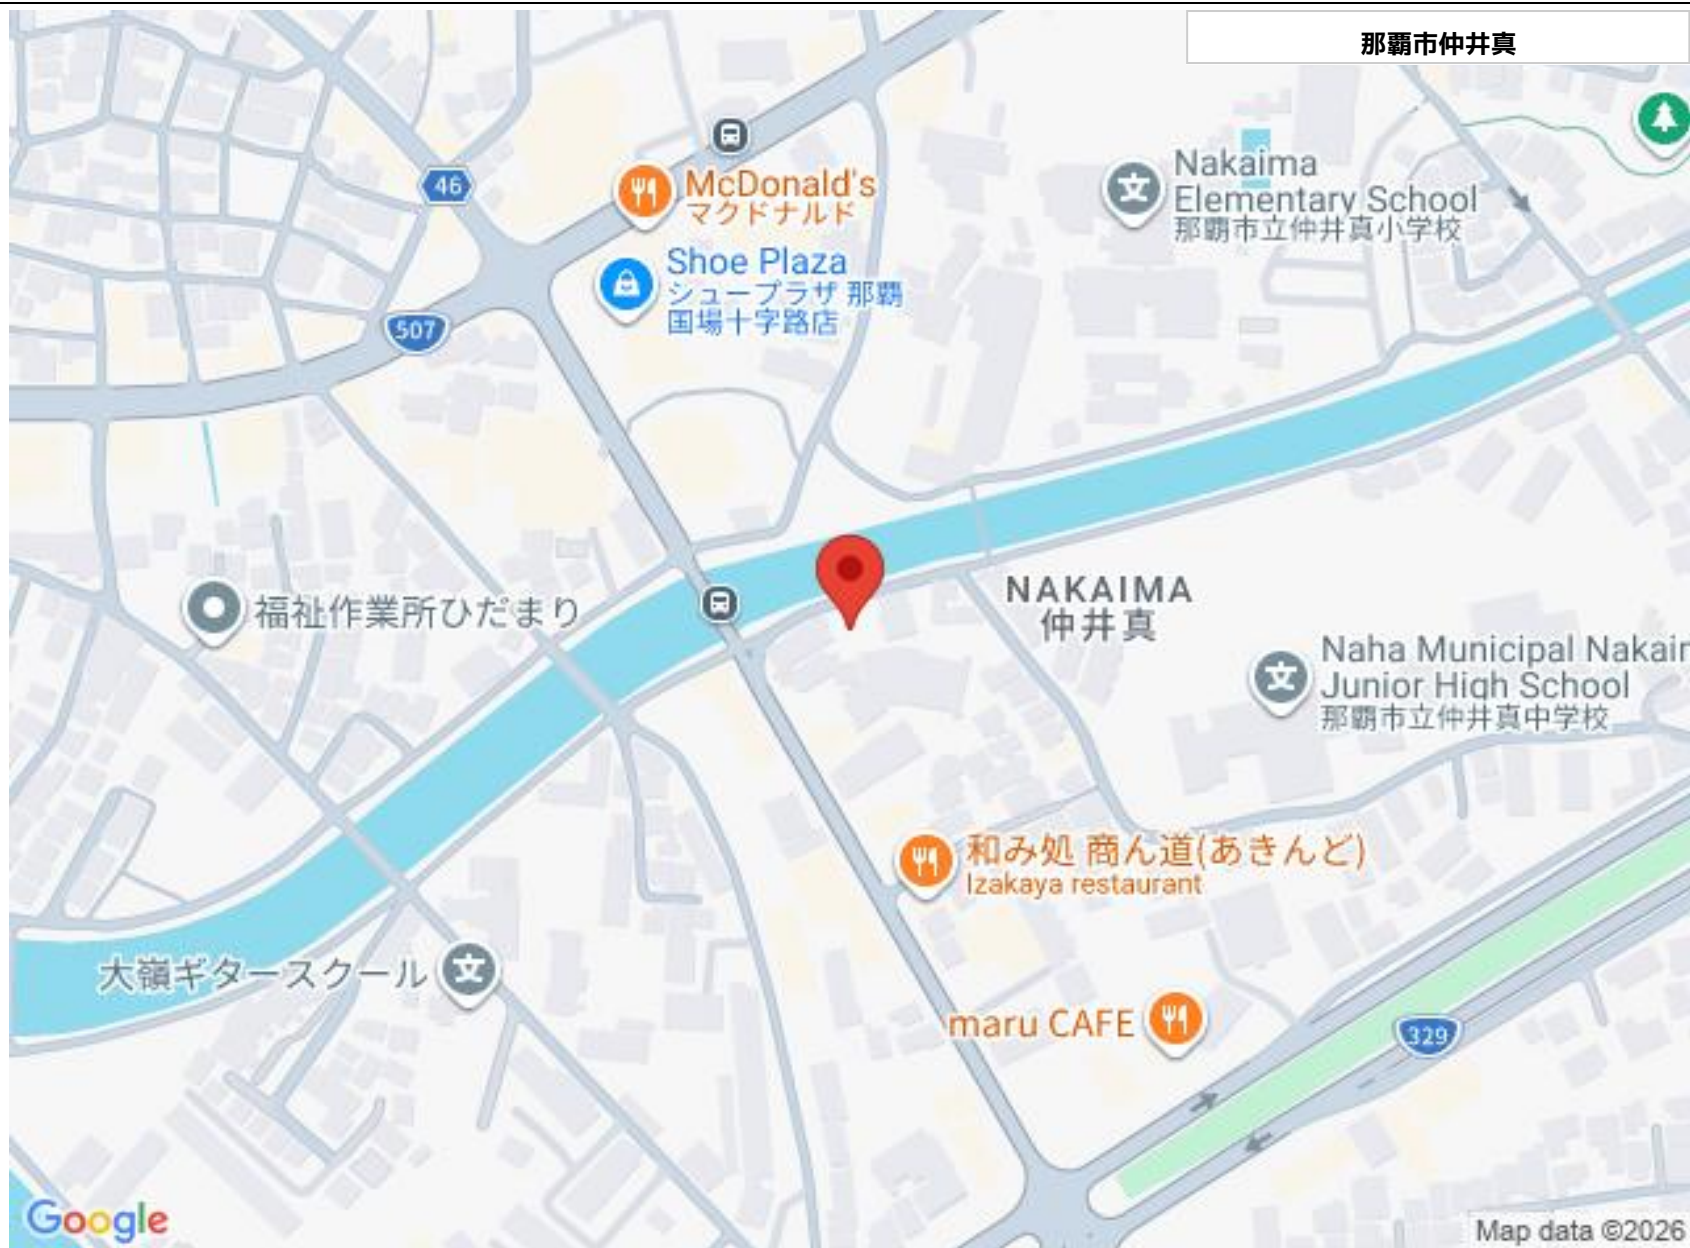 那覇市仲井真
46
McDonald's
マクドナルド
Nakaima
Elementary School
那覇市立仲井真小学校
Shoe Plaza
シュープラザ 那覇
国場十字路店
507
福祉作業所ひだまり
NAKAIMA
仲井真
Naha Municipal Nakaim
Junior High School
那覇市立仲井真中学校
和み処 商ん道(あきんど)
Izakaya restaurant
大嶺ギタースクール
maru CAFE
329
Google
Map data ©2026